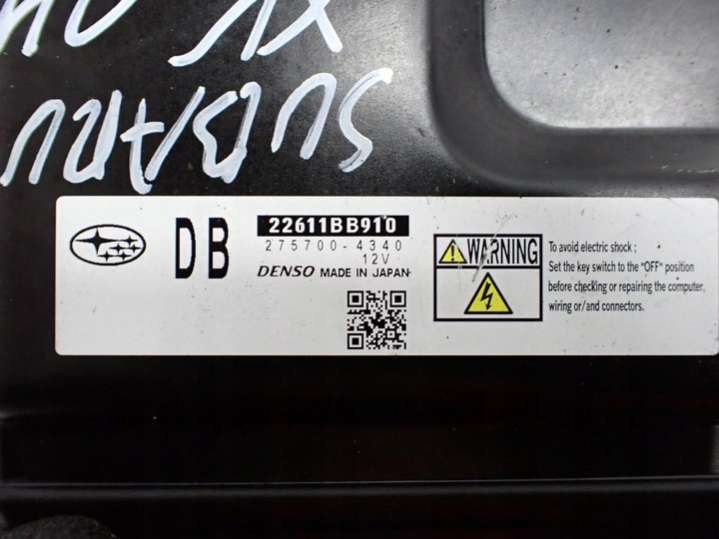 SUBARU
XV
DB
22611BB910
275700-4340
12V
DENSO MADE IN JAPAN
WARNING
To avoid electric shock ;
Set the key switch to the "OFF" position
before checking or repairing the computer,
wiring or/and connectors.